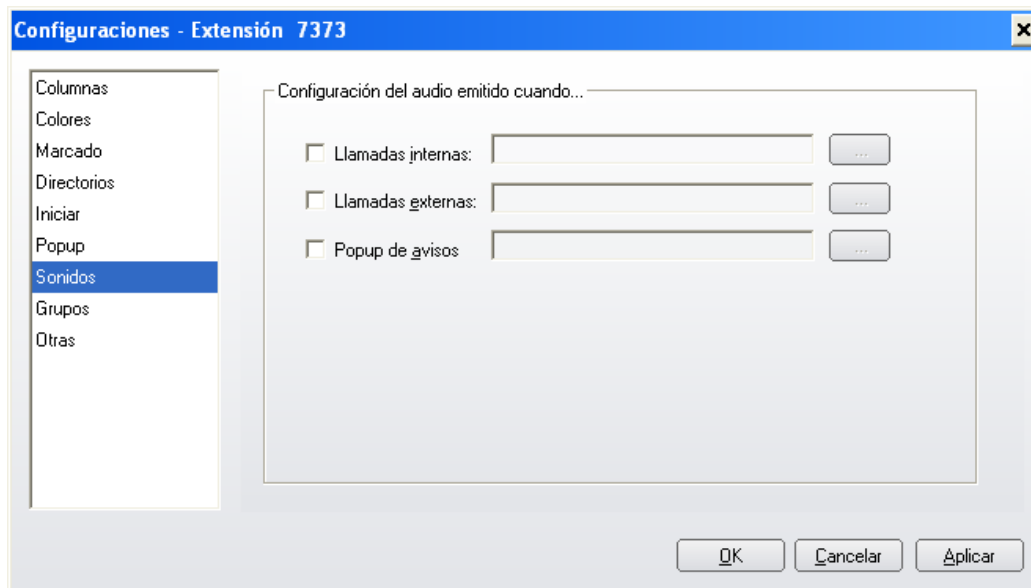 Configuraciones - Extensión 7373
Columnas
Colores
Marcado
Directorios
Iniciar
Popup
Sonidos
Grupos
Otras
Configuración del audio emitido cuando...
Llamadas internas:
...
Llamadas externas:
...
Popup de avisos
...
OK
Cancelar
Aplicar